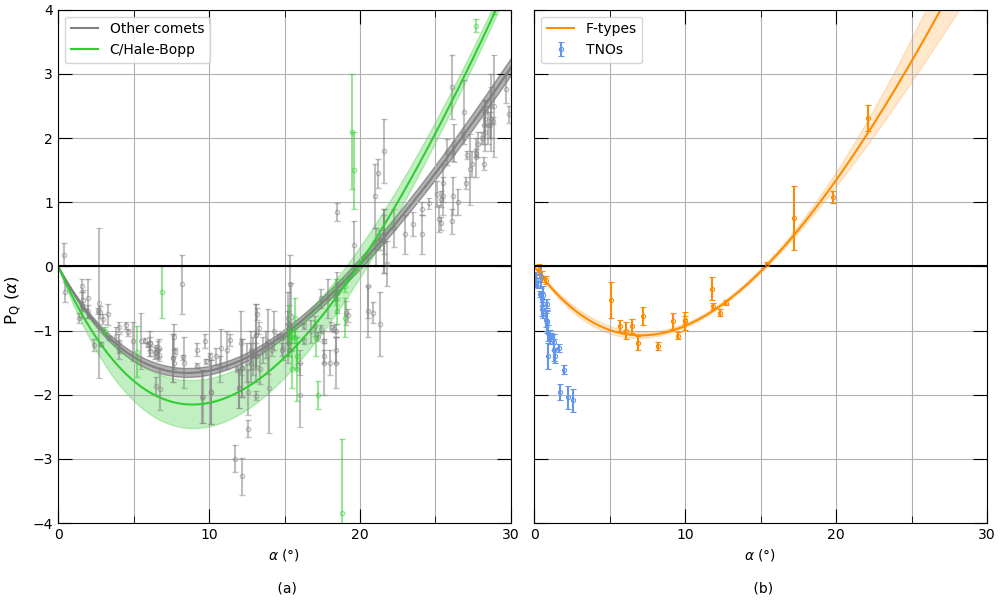 4
3
2
1
0
−1
−2
−3
−4
P_Q (α)
Other comets
C/Hale-Bopp
0 10 20 30
α (°)
(a)
F-types
TNOs
0 10 20 30
α (°)
(b)